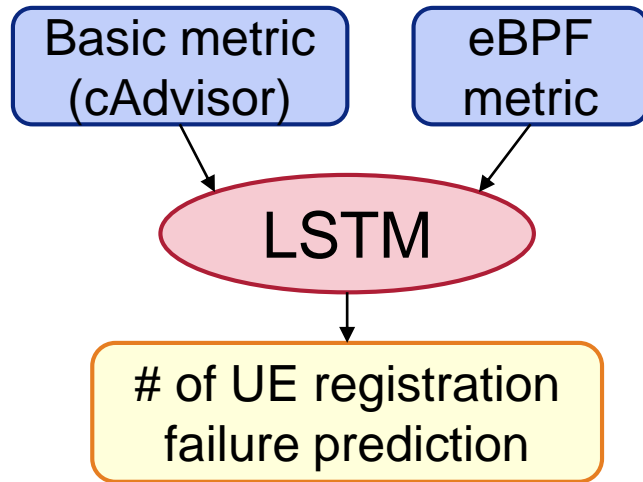 Basic metric
(cAdvisor)
eBPF
metric
LSTM
# of UE registration
failure prediction